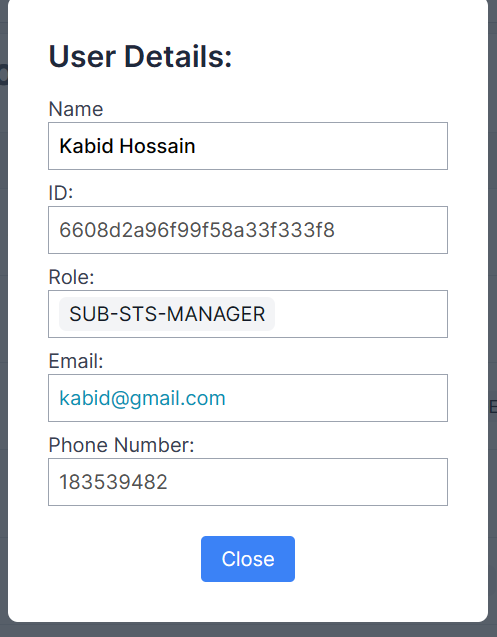 User Details:
Name
Kabid Hossain
ID:
6608d2a96f99f58a33f333f8
Role:
SUB-STS-MANAGER
Email:
kabid@gmail.com
Phone Number:
183539482
Close